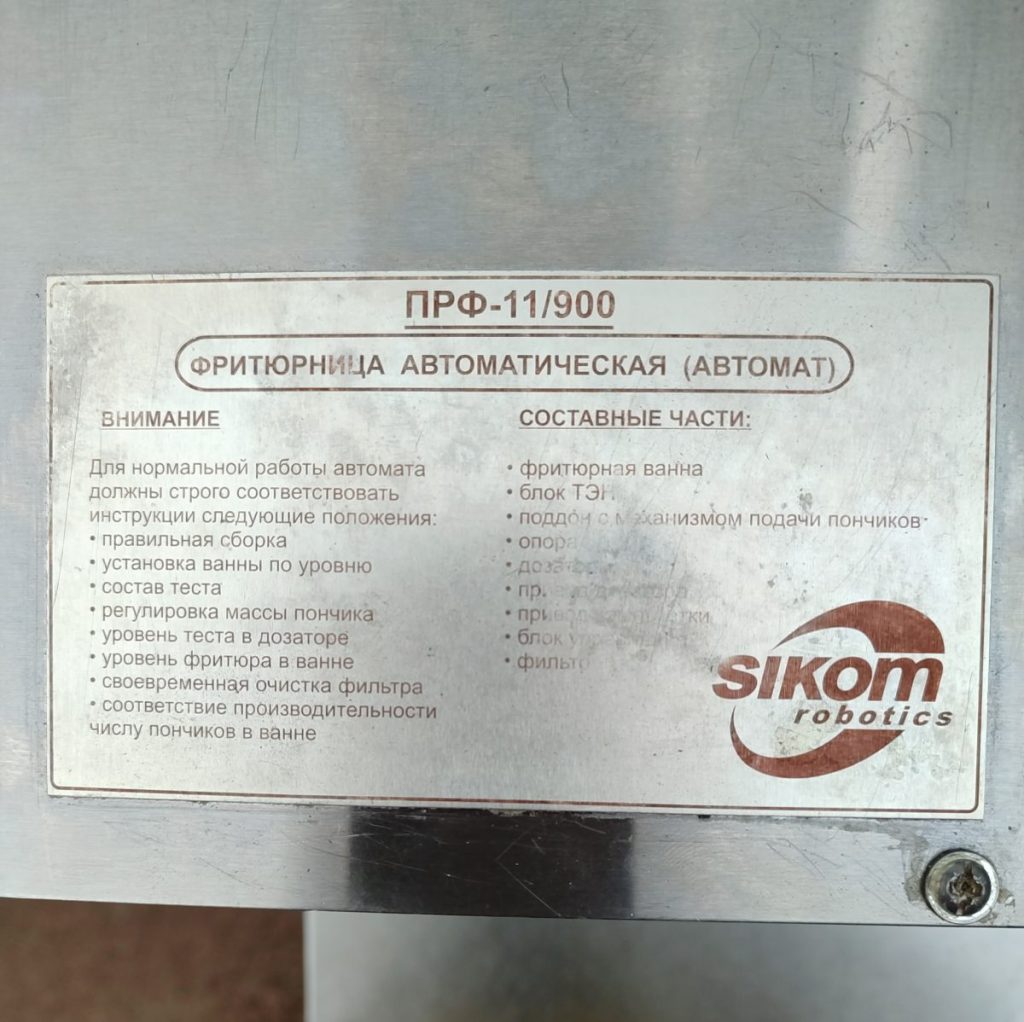 ПРФ-11/900
ФРИТЮРНИЦА АВТОМАТИЧЕСКАЯ (АВТОМАТ)
ВНИМАНИЕ
Для нормальной работы автомата
должны строго соответствовать
инструкции следующие положения:
• правильная сборка
• установка ванны по уровню
• состав теста
• регулировка массы пончика
• уровень теста в дозаторе
• уровень фритюра в ванне
• своевременная очистка фильтра
• соответствие производительности
числу пончиков в ванне
СОСТАВНЫЕ ЧАСТИ:
• фритюрная ванна
• блок ТЭН
• поддон с механизмом подачи пончиков
• опора
•
•
•
• блок
•
sıkom
robotics